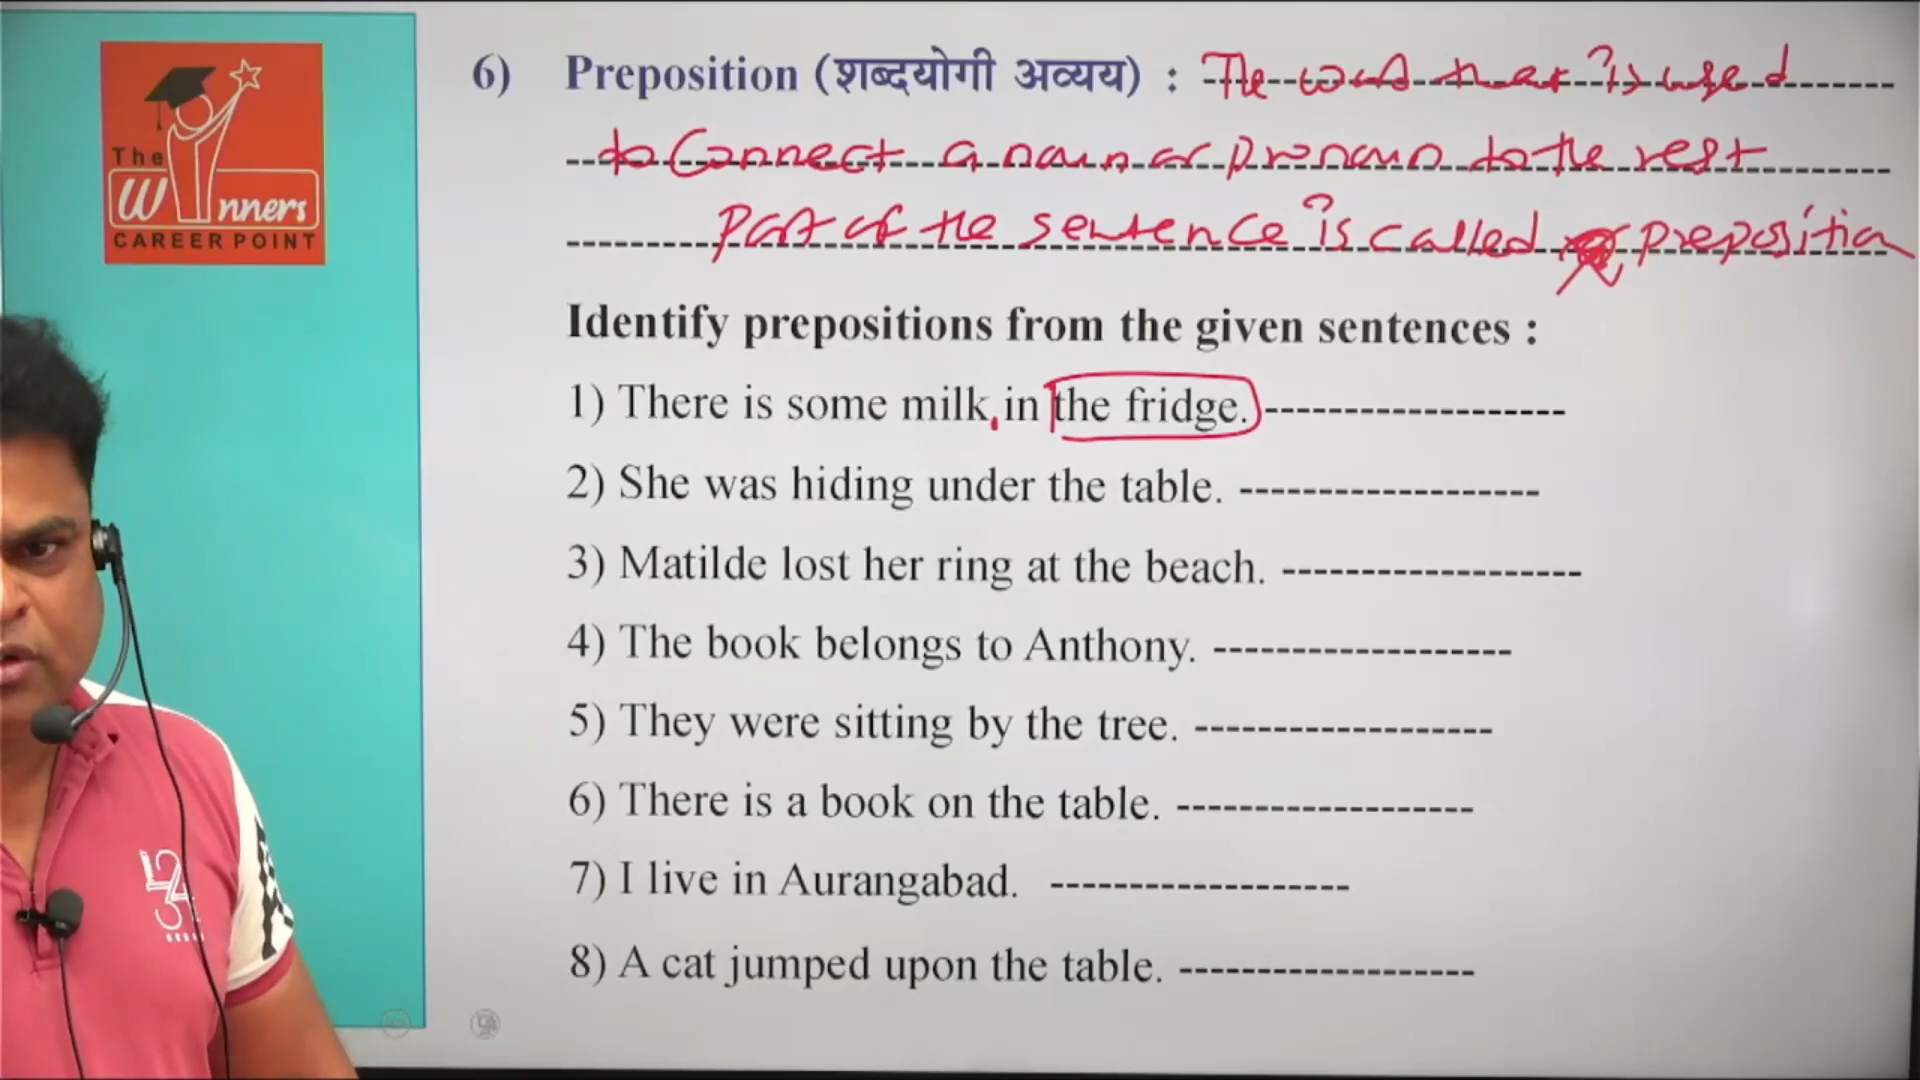 The
Winners
CAREER POINT
6) Preposition (शब्दयोगी अव्यय) : The word that is used
to connect a noun or pronoun to the rest
part of the sentence is called preposition
Identify prepositions from the given sentences :
1) There is some milk in the fridge. -------------------
2) She was hiding under the table. -------------------
3) Matilde lost her ring at the beach. -------------------
4) The book belongs to Anthony. -------------------
5) They were sitting by the tree. -------------------
6) There is a book on the table. -------------------
7) I live in Aurangabad. -------------------
8) A cat jumped upon the table. -------------------